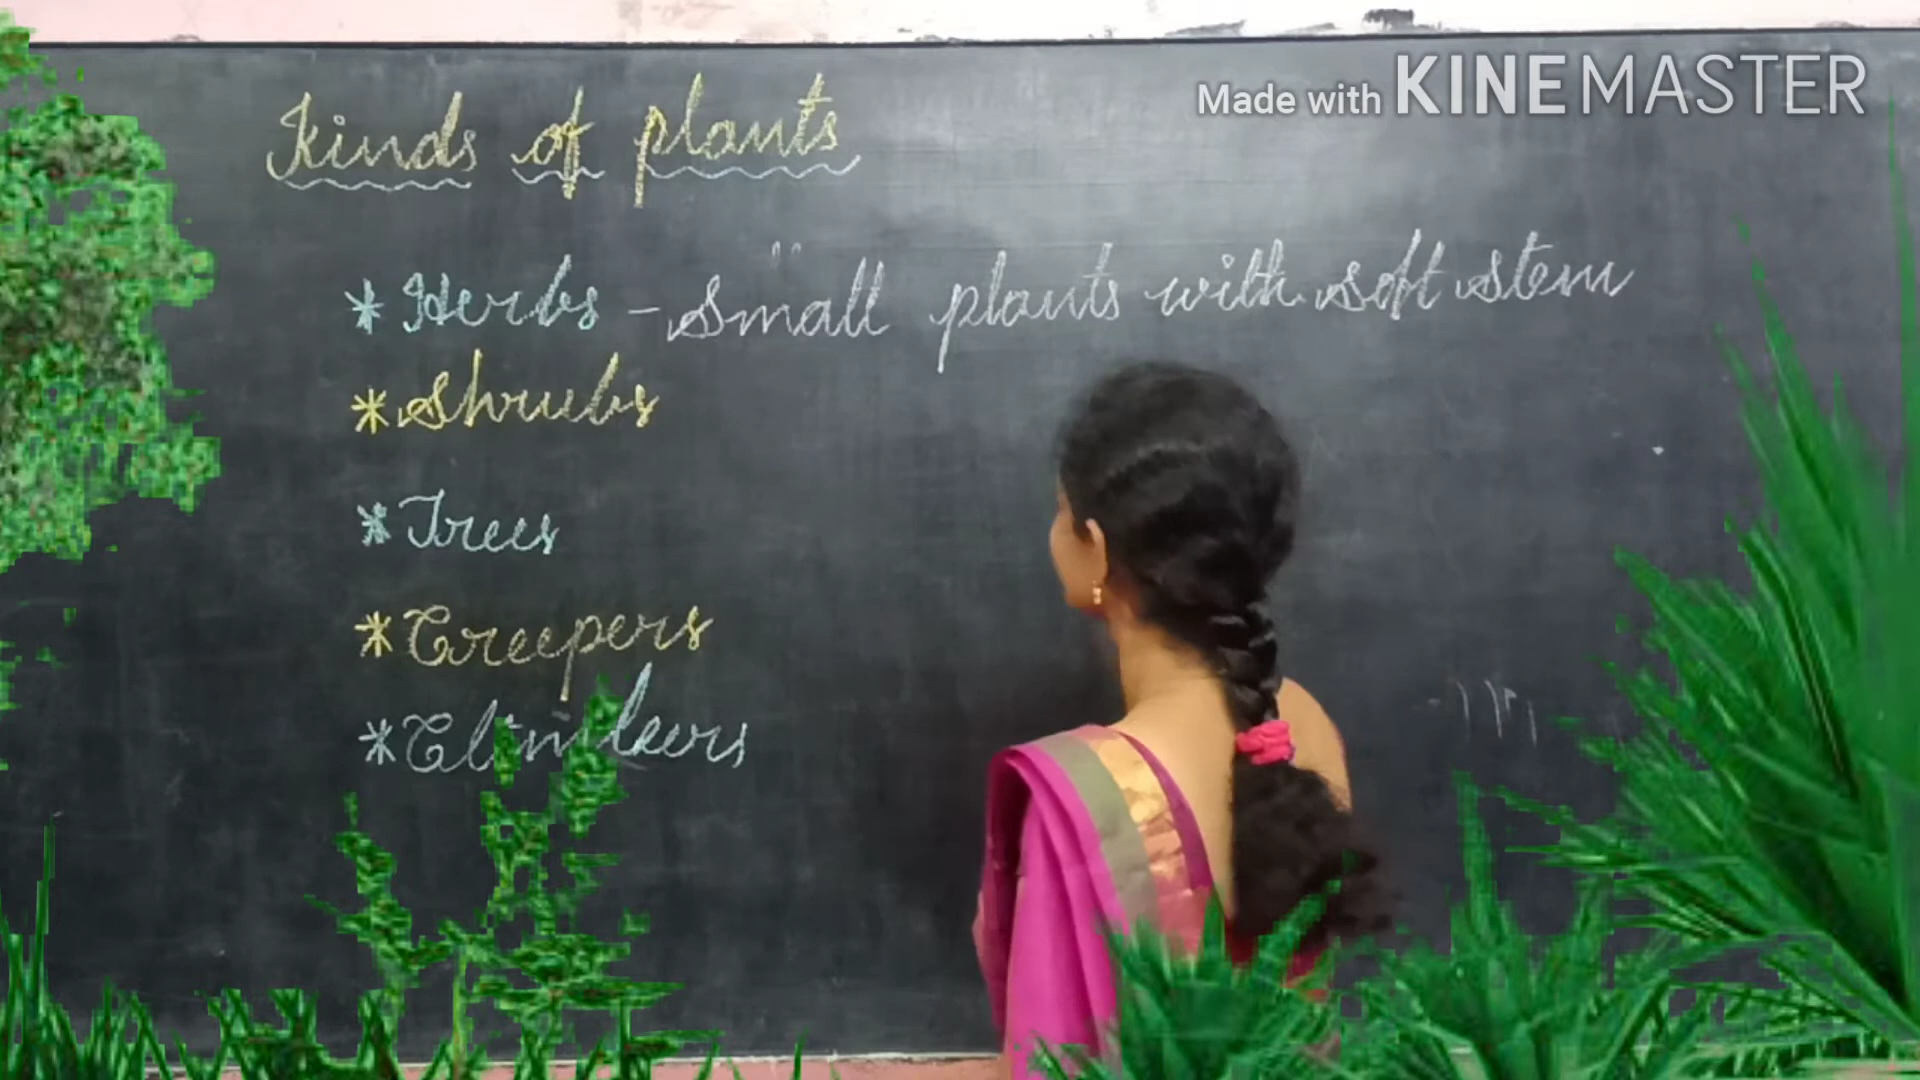 Made with KINEMASTER
Kinds of plants
* Herbs - Small plants with soft stem
* Shrubs
* Trees
* Creepers
* Climbers